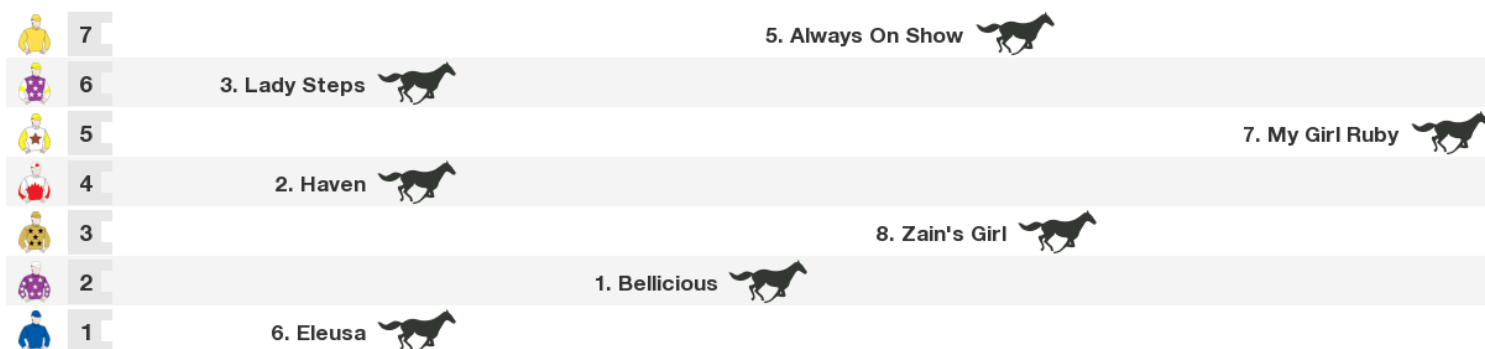 7 5. Always On Show
6 3. Lady Steps
5 7. My Girl Ruby
4 2. Haven
3 8. Zain's Girl
2 1. Bellicious
1 6. Eleusa